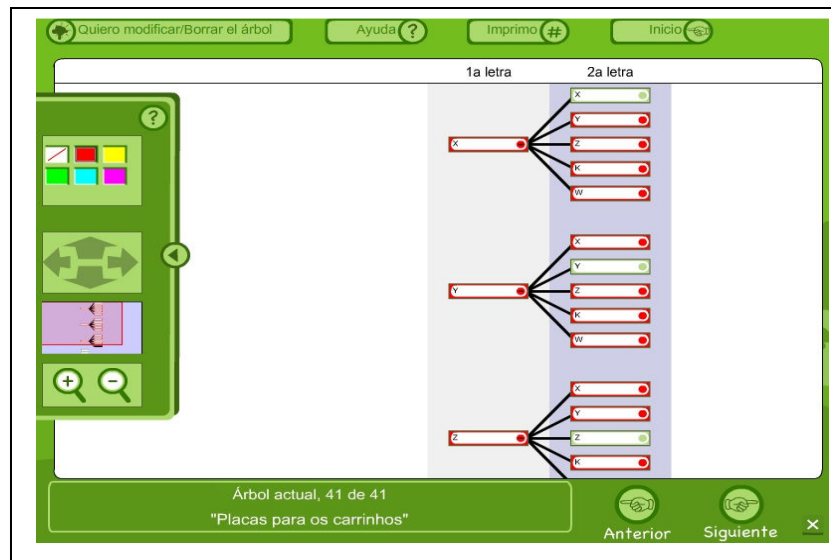 Quiero modificar/Borrar el árbol
Ayuda ?
Imprimo #
Inicio
1a letra 2a letra
?
X
X
Y
Z
K
W
Y
X
Y
Z
K
W
Z
X
Y
Z
K
+ -
Árbol actual, 41 de 41
"Placas para os carrinhos"
Anterior
Siguiente
X